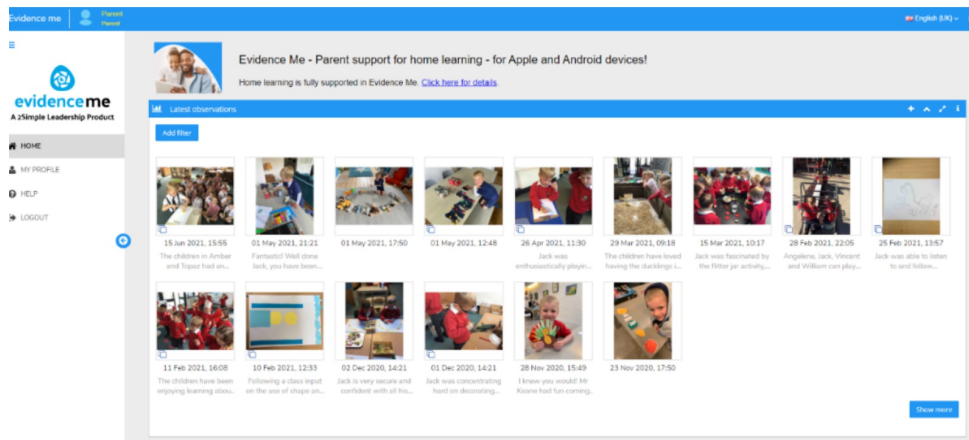 Evidence me
Parent
Parent
English (UK)
evidenceme
A 2Simple Leadership Product
HOME
MY PROFILE
HELP
LOGOUT
Evidence Me - Parent support for home learning - for Apple and Android devices!
Home learning is fully supported in Evidence Me. Click here for details.
Latest observations
Add filter
15 Jun 2021, 15:55
The children in Amber
and Topaz had an...
01 May 2021, 21:21
Fantastic! Well done
Jack, you have been...
01 May 2021, 17:50
01 May 2021, 12:48
26 Apr 2021, 11:30
Jack was
enthusiastically playin...
29 Mar 2021, 09:18
The children have loved
having the ducklings i...
15 Mar 2021, 10:17
Jack was fascinated by
the flitter jar activity,...
28 Feb 2021, 22:05
Angelene, Jack, Vincent
and William can play...
25 Feb 2021, 13:57
Jack was able to listen
to and follow...
11 Feb 2021, 16:08
The children have been
enjoying learning abou...
10 Feb 2021, 12:33
Following a class input
on the use of shape an...
02 Dec 2020, 14:21
Jack is very secure and
confident with all his...
01 Dec 2020, 14:21
Jack was concentrating
hard on decorating...
28 Nov 2020, 15:49
I knew you would! Mr
Keane had fun coming...
23 Nov 2020, 17:50
Show more